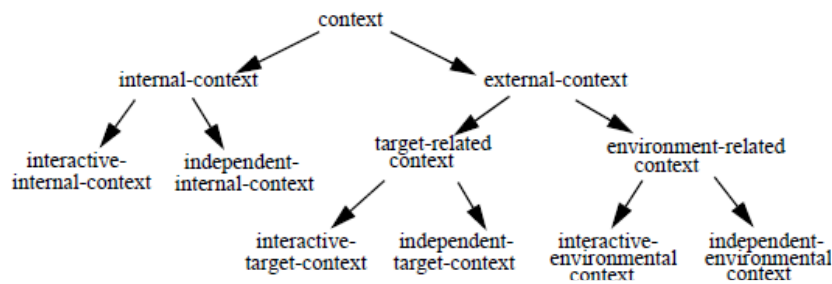 context
internal-context
external-context
target-related
context
environment-related
context
interactive-
internal-context
independent-
internal-context
interactive-
target-context
independent-
target-context
interactive-
environmental
context
independent-
environmental
context